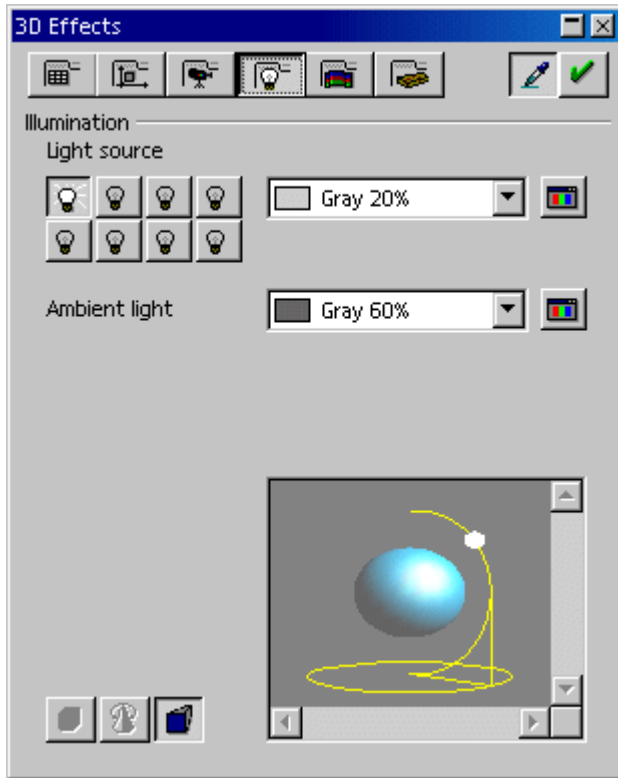 3D Effects
Illumination
Light source
Gray 20%
Ambient light
Gray 60%